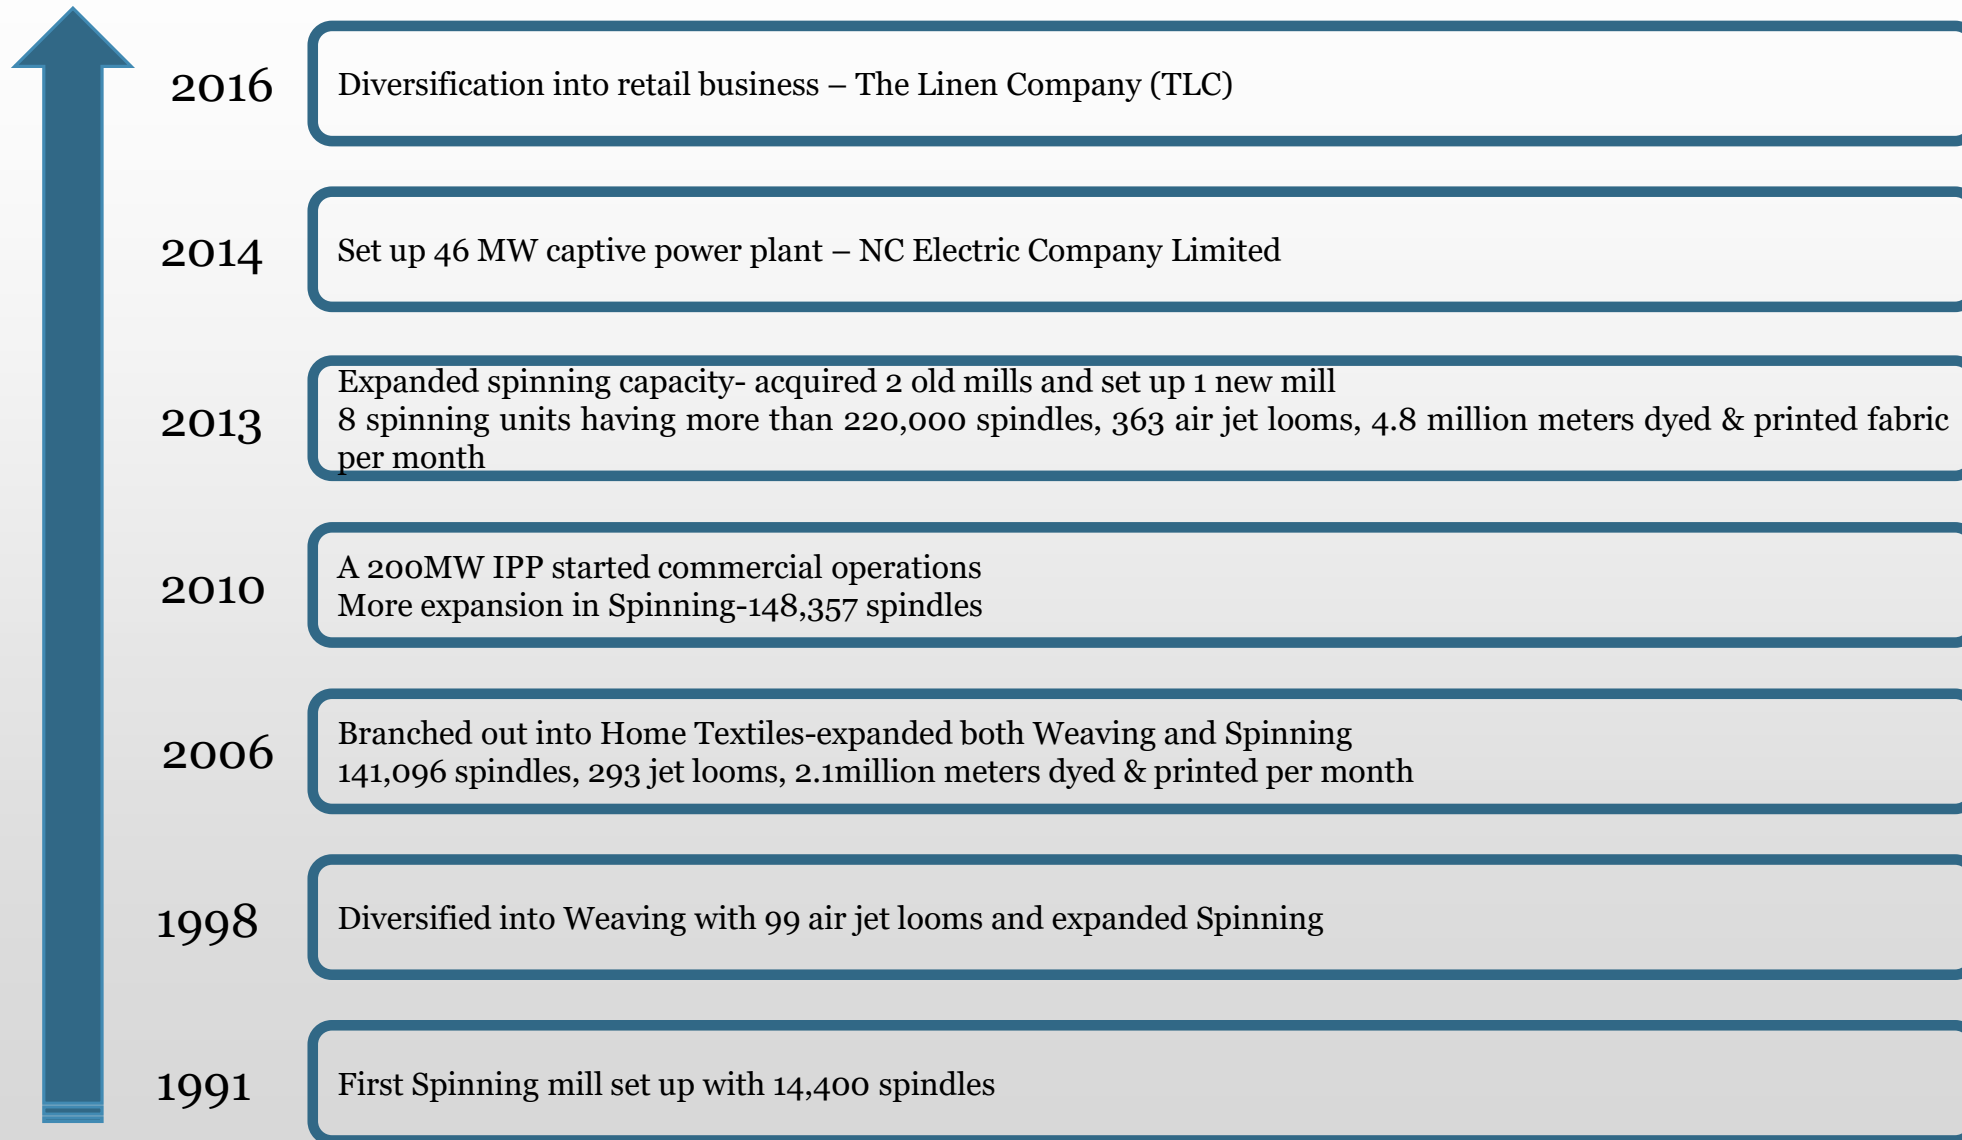 2016
Diversification into retail business – The Linen Company (TLC)
2014
Set up 46 MW captive power plant – NC Electric Company Limited
2013
Expanded spinning capacity- acquired 2 old mills and set up 1 new mill
8 spinning units having more than 220,000 spindles, 363 air jet looms, 4.8 million meters dyed & printed fabric
per month
2010
A 200MW IPP started commercial operations
More expansion in Spinning-148,357 spindles
2006
Branched out into Home Textiles-expanded both Weaving and Spinning
141,096 spindles, 293 jet looms, 2.1million meters dyed & printed per month
1998
Diversified into Weaving with 99 air jet looms and expanded Spinning
1991
First Spinning mill set up with 14,400 spindles